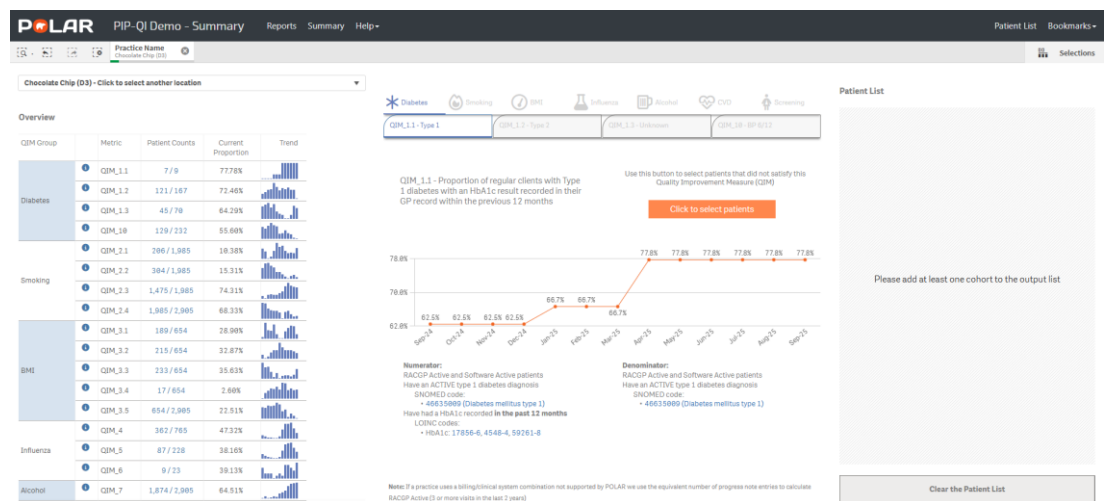 POLAR PIP-QI Demo - Summary Reports Summary Help Patient List Bookmarks
Practice Name
Chocolate Chip (D3)
Selections
Chocolate Chip (D3) - Click to select another location
Overview
QIM Group Metric Patient Counts Current Proportion Trend
Diabetes
QIM_1.1 7/9 77.78%
QIM_1.2 121/167 72.46%
QIM_1.3 45/70 64.29%
QIM_10 129/232 55.60%
Smoking
QIM_2.1 206/1,985 10.38%
QIM_2.2 304/1,985 15.31%
QIM_2.3 1,475/1,985 74.31%
QIM_2.4 1,985/2,905 68.33%
BMI
QIM_3.1 189/654 28.90%
QIM_3.2 215/654 32.87%
QIM_3.3 233/654 35.63%
QIM_3.4 17/654 2.60%
QIM_3.5 654/2,905 22.51%
Influenza
QIM_4 362/765 47.32%
QIM_5 87/228 38.16%
QIM_6 9/23 39.13%
Alcohol
QIM_7 1,874/2,905 64.51%
Diabetes Smoking BMI Influenza Alcohol CVD Screening
QIM_1.1 - Type 1 QIM_1.2 - Type 2 QIM_1.3 - Unknown QIM_10 - BP 6/12
QIM_1.1 - Proportion of regular clients with Type
1 diabetes with an HbA1c result recorded in their
GP record within the previous 12 months
Use this button to select patients that did not satisfy this
Quality Improvement Measure (QIM)
Click to select patients
78.0%
70.0%
62.0%
62.5% 62.5% 62.5% 62.5% 66.7% 66.7% 66.7% 77.8% 77.8% 77.8% 77.8% 77.8% 77.8%
Sep-24 Oct-24 Nov-24 Dec-24 Jan-25 Feb-25 Mar-25 Apr-25 May-25 Jun-25 Jul-25 Aug-25 Sep-25
Numerator:
RACGP Active and Software Active patients
Have an ACTIVE type 1 diabetes diagnosis
SNOMED code:
• 46635009 (Diabetes mellitus type 1)
Have had a HbA1c recorded in the past 12 months
LOINC codes:
• HbA1c: 17856-6, 4548-4, 59261-8
Denominator:
RACGP Active and Software Active patients
Have an ACTIVE type 1 diabetes diagnosis
SNOMED code:
• 46635009 (Diabetes mellitus type 1)
Note: If a practice uses a billing/clinical system combination not supported by POLAR we use the equivalent number of progress note entries to calculate
RACGP Active (3 or more visits in the last 2 years)
Patient List
Please add at least one cohort to the output list
Clear the Patient List